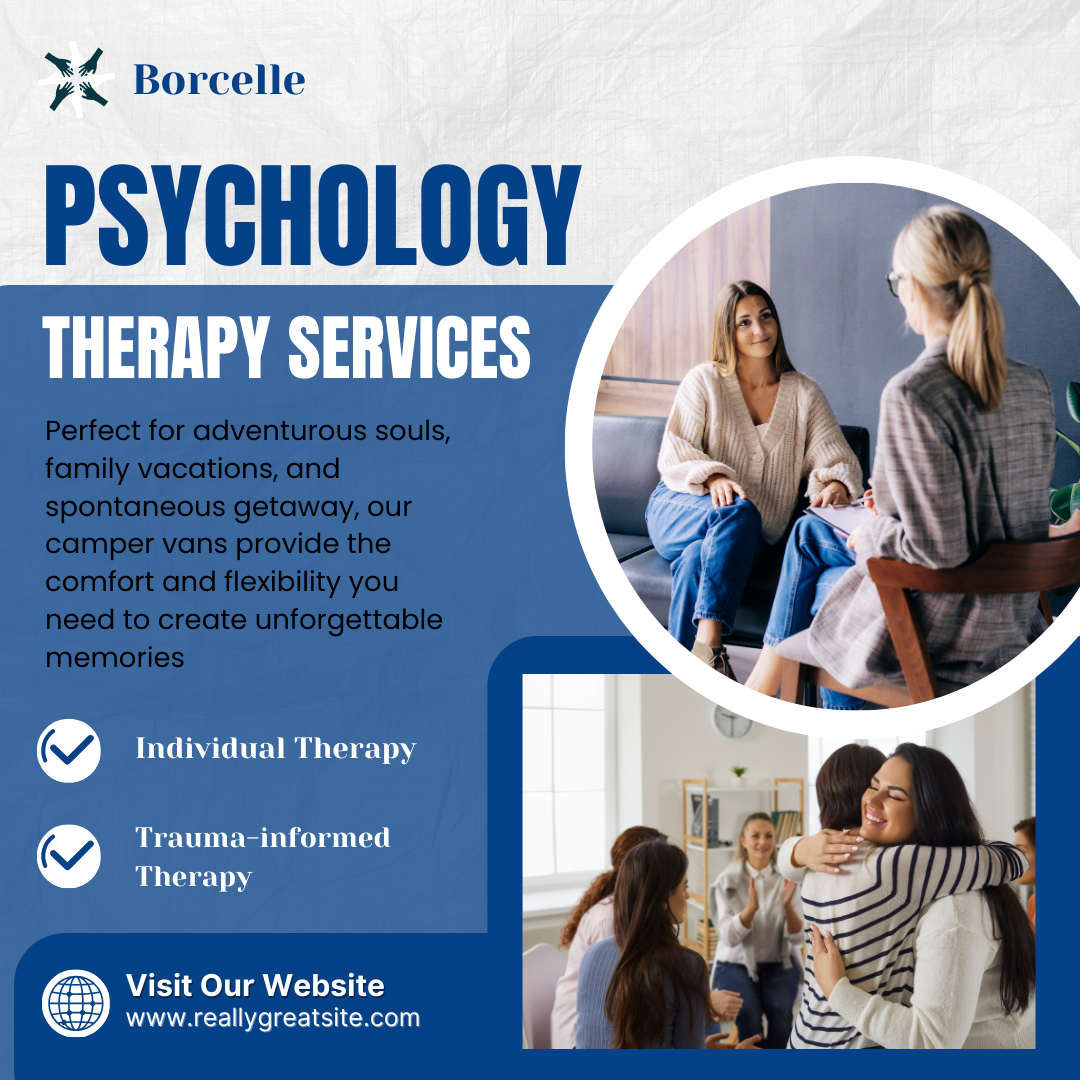 Borcelle
PSYCHOLOGY
THERAPY SERVICES
Perfect for adventurous souls,
family vacations, and
spontaneous getaway, our
camper vans provide the
comfort and flexibility you
need to create unforgettable
memories
Individual Therapy
Trauma-informed
Therapy
Visit Our Website
www.reallygreatsite.com